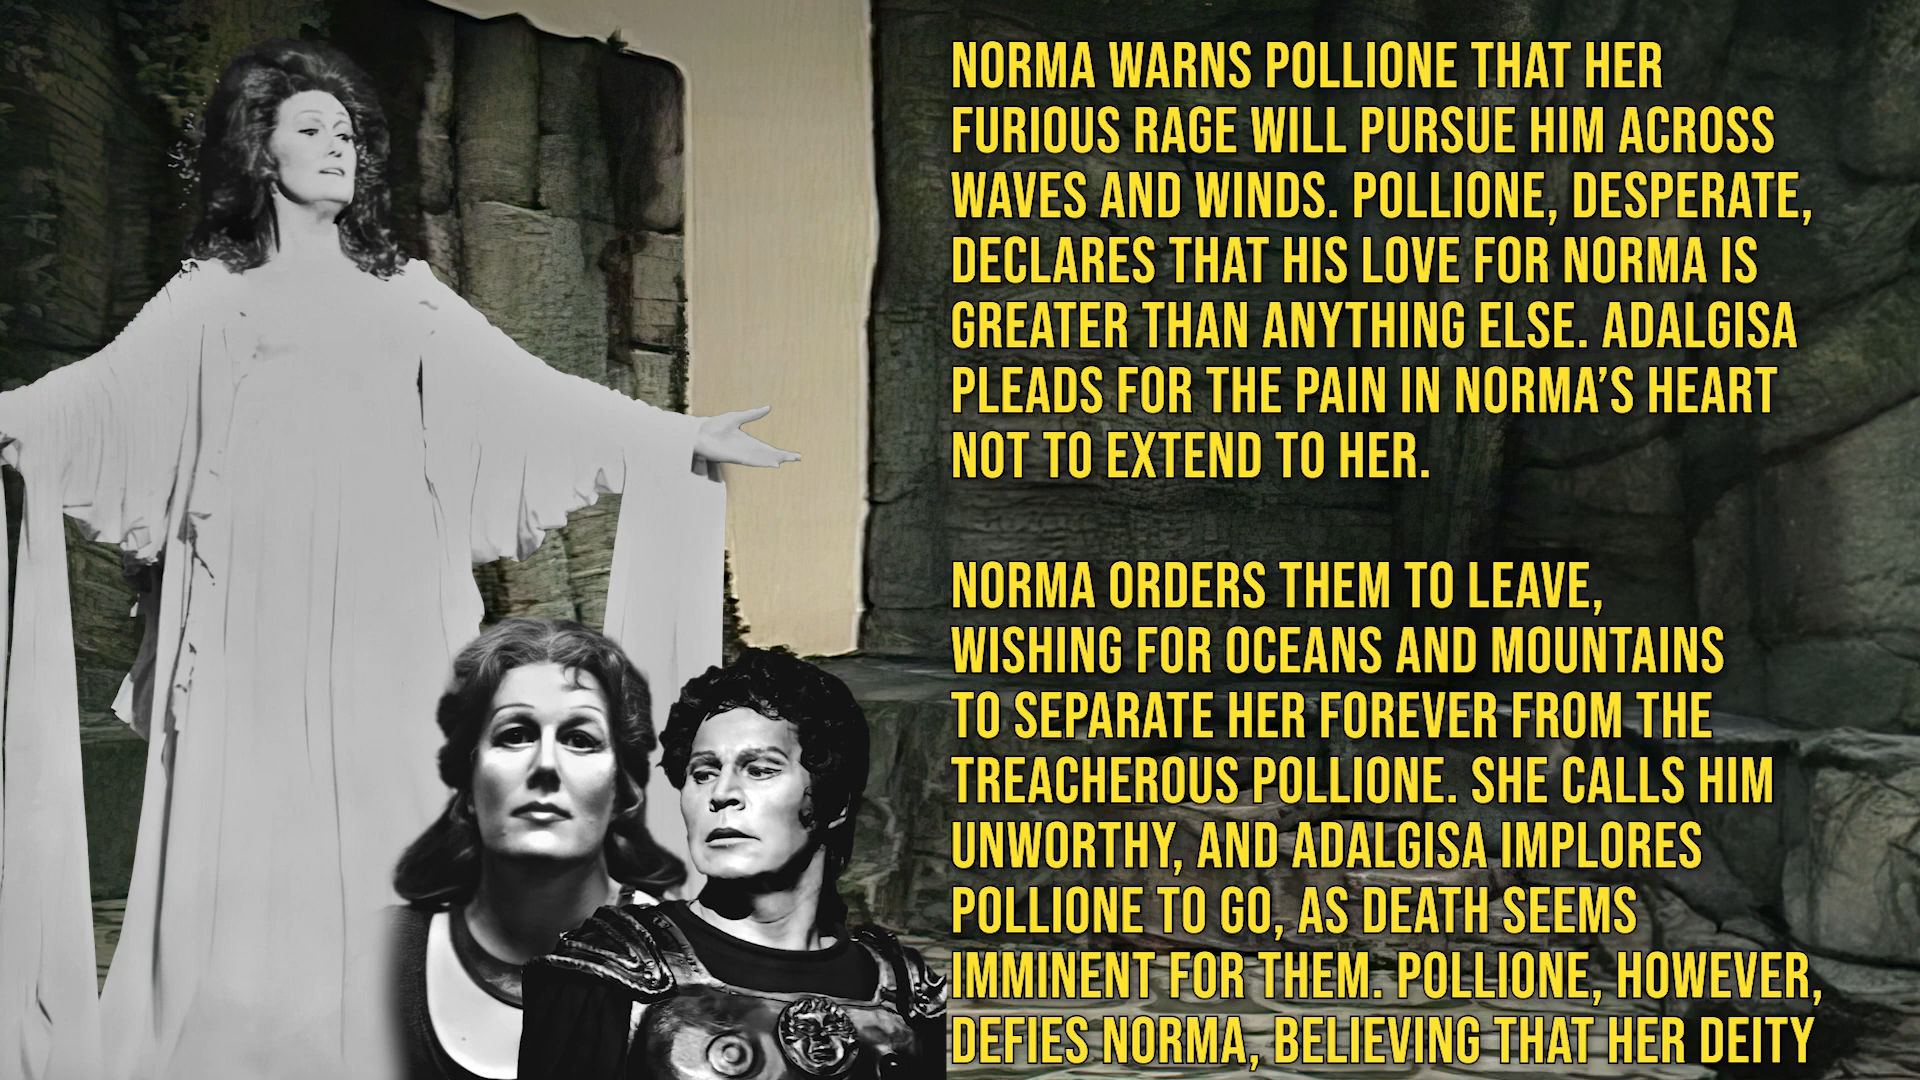 NORMA WARNS POLLIONE THAT HER
FURIOUS RAGE WILL PURSUE HIM ACROSS
WAVES AND WINDS. POLLIONE, DESPERATE,
DECLARES THAT HIS LOVE FOR NORMA IS
GREATER THAN ANYTHING ELSE. ADALGISA
PLEADS FOR THE PAIN IN NORMA’S HEART
NOT TO EXTEND TO HER.
NORMA ORDERS THEM TO LEAVE,
WISHING FOR OCEANS AND MOUNTAINS
TO SEPARATE HER FOREVER FROM THE
TREACHEROUS POLLIONE. SHE CALLS HIM
UNWORTHY, AND ADALGISA IMPLORES
POLLIONE TO GO, AS DEATH SEEMS
IMMINENT FOR THEM. POLLIONE, HOWEVER,
DEFIES NORMA, BELIEVING THAT HER DEITY